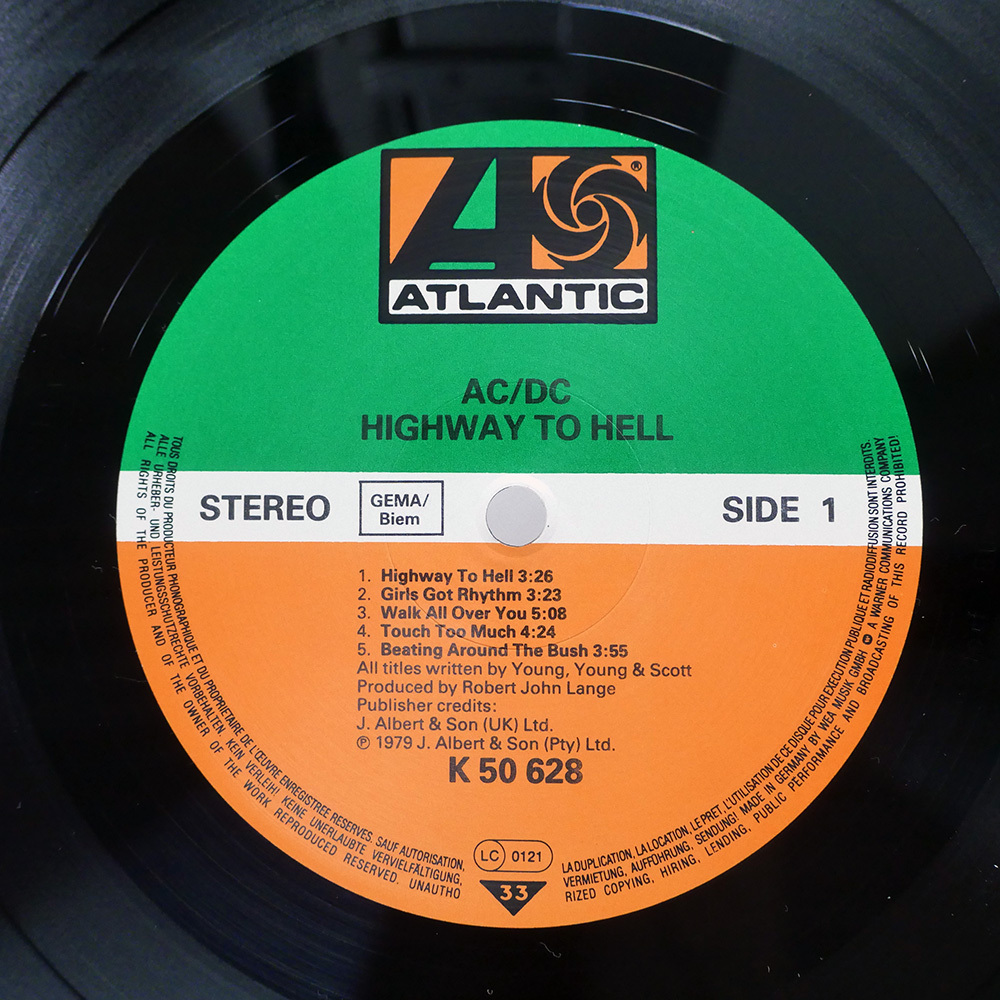 ®
ATLANTIC
AC/DC
HIGHWAY TO HELL
STEREO
GEMA/
Biem
SIDE 1
1. Highway To Hell 3:26
2. Girls Got Rhythm 3:23
3. Walk All Over You 5:08
4. Touch Too Much 4:24
5. Beating Around The Bush 3:55
All titles written by Young, Young & Scott
Produced by Robert John Lange
Publisher credits:
J. Albert & Son (UK) Ltd.
℗ 1979 J. Albert & Son (Pty) Ltd.
K 50 628
LC 0121
33
TOUS DROITS DU PRODUCTEUR PHONOGRAPHIQUE ET DU PROPRIETAIRE DE L'ŒUVRE ENREGISTREE RESERVES, SAUF AUTORISATION,
LA DUPLICATION, LA LOCATION, LE PRET, L'UTILISATION DE CE DISQUE POUR EXECUTION PUBLIQUE ET RADIODIFFUSION SONT INTERDITS.
ALLE URHEBER- UND LEISTUNGSSCHUTZRECHTE VORBEHALTEN. KEIN VERLEIH! KEINE UNERLAUBTE VERVIELFÄLTIGUNG,
VERMIETUNG, AUFFÜHRUNG, SENDUNG! MADE IN GERMANY BY WEA MUSIK GMBH A WARNER COMMUNICATIONS COMPANY
ALL RIGHTS OF THE PRODUCER AND OF THE OWNER OF THE WORK REPRODUCED RESERVED. UNAUTHO
RIZED COPYING, HIRING, LENDING, PUBLIC PERFORMANCE AND BROADCASTING OF THIS RECORD PROHIBITED!